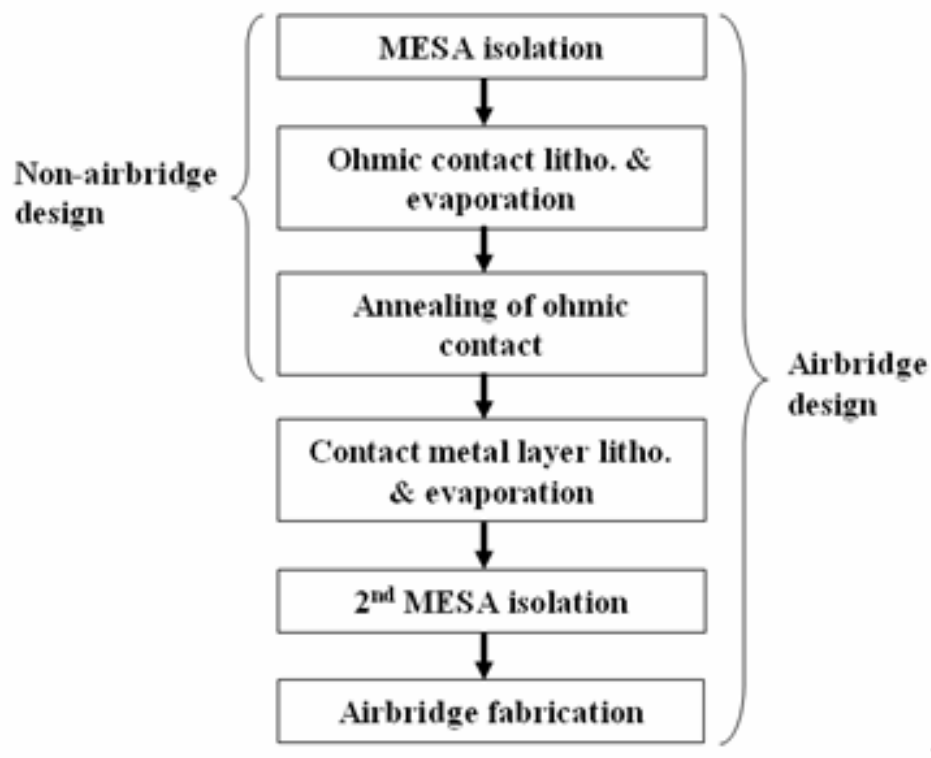 MESA isolation
Ohmic contact litho. &
evaporation
Non-airbridge
design
Annealing of ohmic
contact
Airbridge
design
Contact metal layer litho.
& evaporation
2nd MESA isolation
Airbridge fabrication